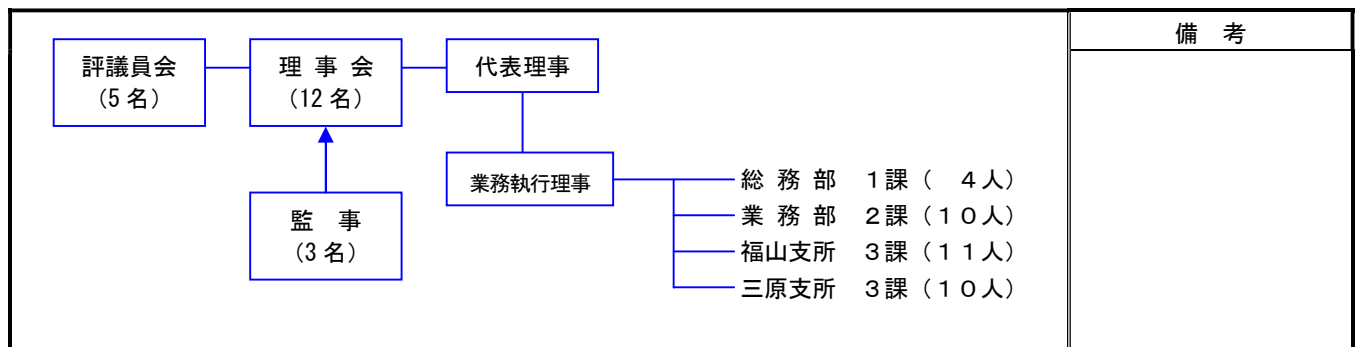 備 考
評議員会
（5 名）
理 事 会
（12 名）
代表理事
業務執行理事
監 事
（3 名）
総 務 部 １課（ ４人）
業 務 部 ２課（１０人）
福山支所 ３課（１１人）
三原支所 ３課（１０人）